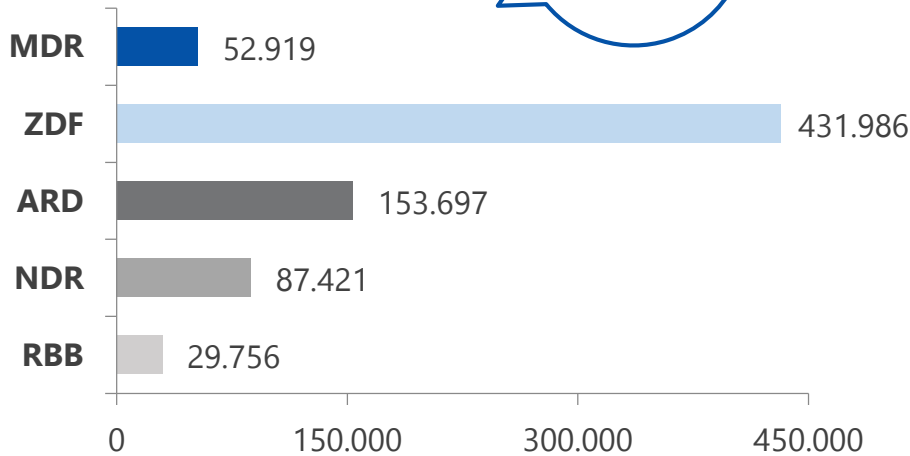 MDR 52.919
ZDF 431.986
ARD 153.697
NDR 87.421
RBB 29.756
0 150.000 300.000 450.000